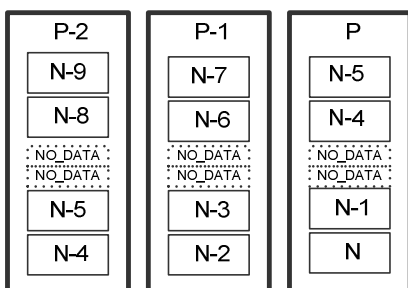 P-2
N-9
N-8
NO_DATA
NO_DATA
N-5
N-4
P-1
N-7
N-6
NO_DATA
NO_DATA
N-3
N-2
P
N-5
N-4
NO_DATA
NO_DATA
N-1
N